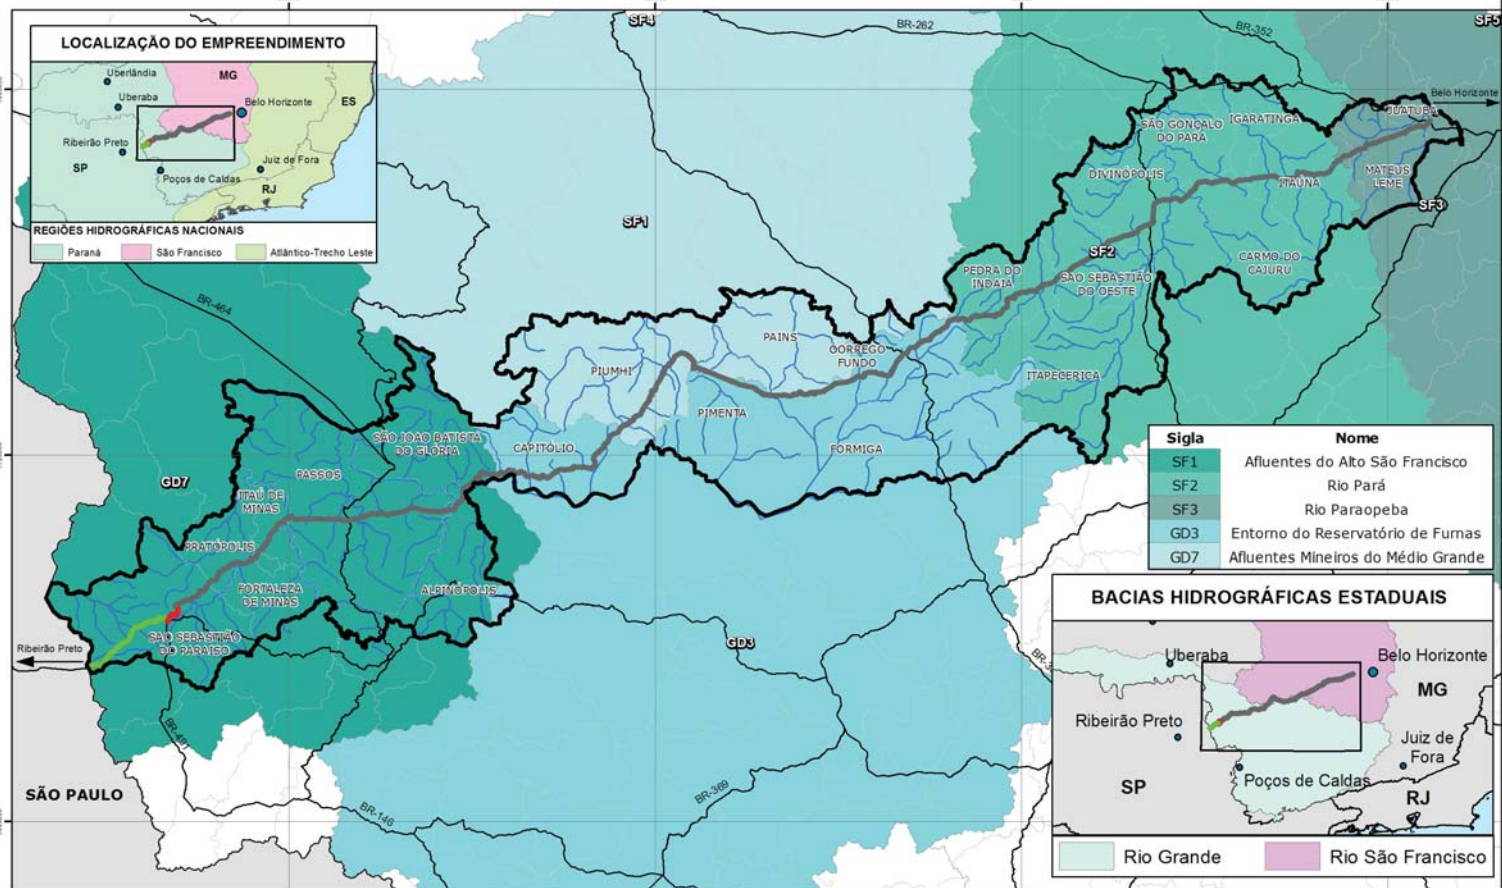 SF4
BR-262
BR-352
SF5
LOCALIZAÇÃO DO EMPREENDIMENTO
Uberlândia
MG
Uberaba
Belo Horizonte
ES
Ribeirão Preto
SP
Poços de Caldas
Juiz de Fora
RJ
REGIÕES HIDROGRÁFICAS NACIONAIS
Paraná
São Francisco
Atlântico-Trecho Leste
Belo Horizonte
JUATUBA
SÃO GONÇALO
DO PARÁ
IGARATINGA
DIVINÓPOLIS
ITAÚNA
MATEUS
LEME
SF3
SF1
SF2
CARMO DO
CAJURU
PEDRA DO
INDAIÁ
SÃO SEBASTIÃO
DO OESTE
BR-464
PAINS
CÓRREGO
FUNDO
PIUMHI
ITAPECERICA
PIMENTA
SÃO JOÃO BATISTA
DO GLÓRIA
CAPITÓLIO
FORMIGA
GD7
PASSOS
ITAÚ DE
MINAS
PRATÓPOLIS
FORTALEZA
DE MINAS
ALPINÓPOLIS
SÃO SEBASTIÃO
DO PARAÍSO
Ribeirão Preto
GD3
BR-491
SÃO PAULO
BR-146
BR-369
Sigla Nome
SF1 Afluentes do Alto São Francisco
SF2 Rio Pará
SF3 Rio Paraopeba
GD3 Entorno do Reservatório de Furnas
GD7 Afluentes Mineiros do Médio Grande
BACIAS HIDROGRÁFICAS ESTADUAIS
Uberaba
Belo Horizonte
MG
Ribeirão Preto
Juiz de
Fora
Poços de Caldas
SP
RJ
Rio Grande
Rio São Francisco